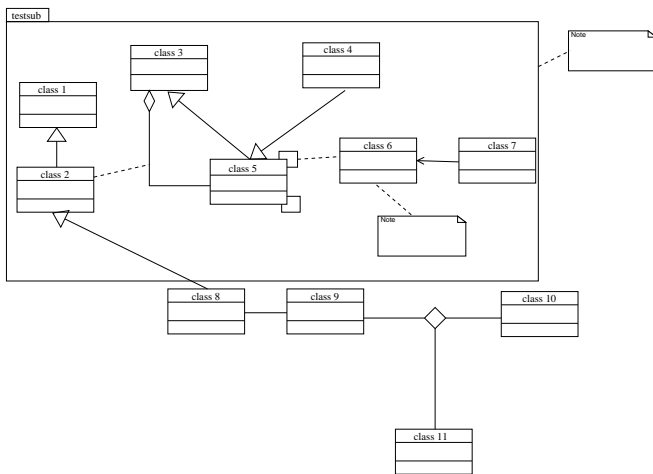 testsub
Note
class 3
class 4
class 1
class 6
class 7
class 5
class 2
Note
class 8
class 9
class 10
class 11